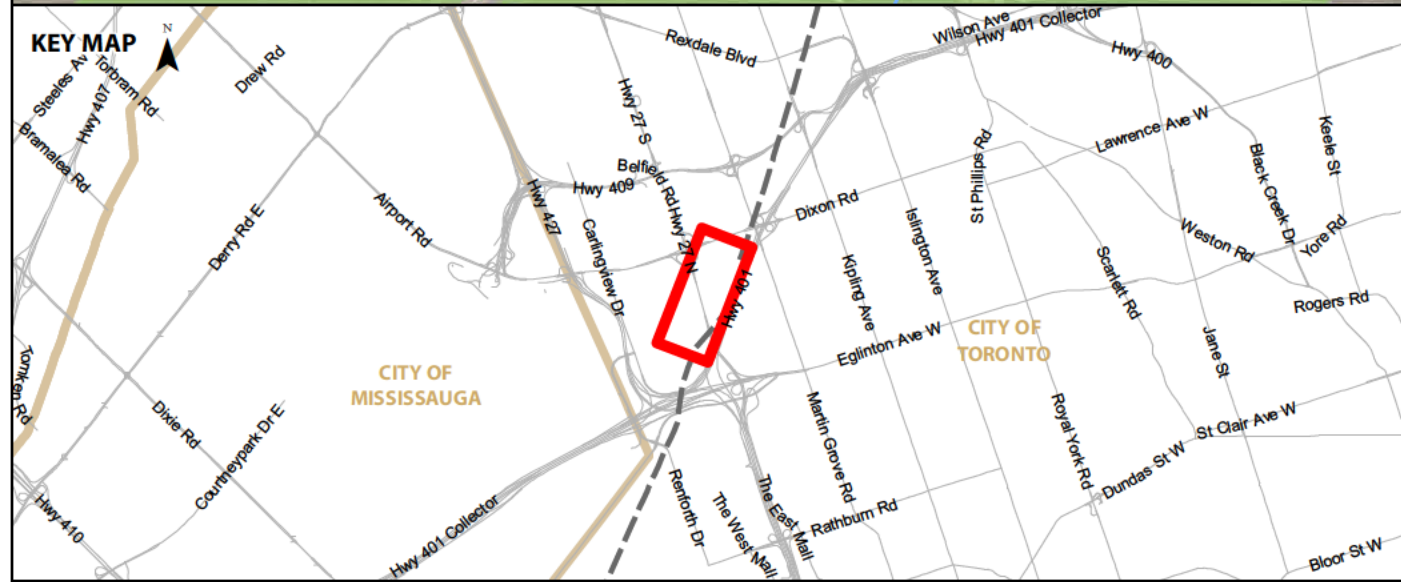 KEY MAP
N
Steeles Av
Torbram Rd
Hwy 407
Bramalea Rd
Drew Rd
Derry Rd E
Airport Rd
Rexdale Blvd
Hwy 27 S
Belfield Rd
Hwy 409
Hwy 427
Carlingview Dr
Hwy 27 N
Hwy 401
Dixon Rd
Wilson Ave
Hwy 401 Collector
Hwy 400
St Phillips Rd
Lawrence Ave W
Keele St
Black Creek Dr
Islington Ave
Kipling Ave
Weston Rd
Yore Rd
Scarlett Rd
Rogers Rd
Eglinton Ave W
CITY OF
TORONTO
CITY OF
MISSISSAUGA
Jane St
Dixie Rd
Courtneypark Dr E
Martin Grove Rd
Royal York Rd
St Clair Ave W
Dundas St W
Hwy 410
Hwy 401 Collector
Renforth Dr
The West Mall
The East Mall
Rathburn Rd
Bloor St W